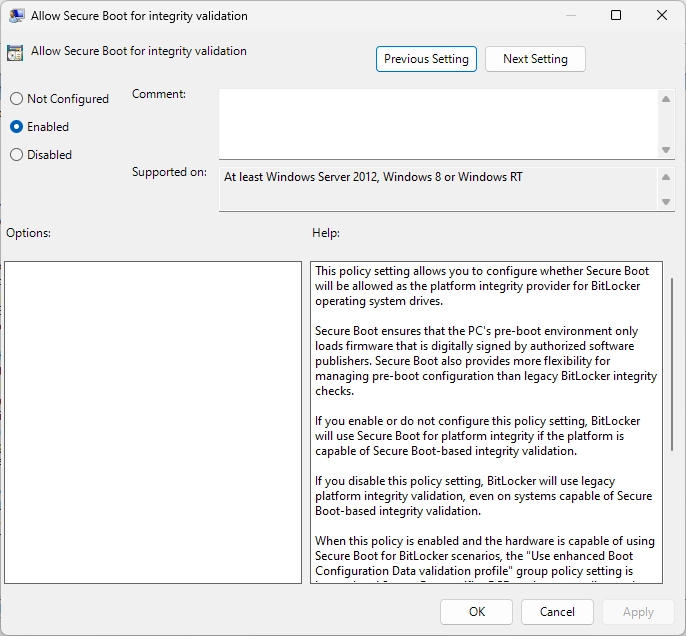 Allow Secure Boot for integrity validation
Allow Secure Boot for integrity validation
Previous Setting
Next Setting
Not Configured
Enabled
Disabled
Comment:
Supported on:
At least Windows Server 2012, Windows 8 or Windows RT
Options:
Help:
This policy setting allows you to configure whether Secure Boot
will be allowed as the platform integrity provider for BitLocker
operating system drives.
Secure Boot ensures that the PC's pre-boot environment only
loads firmware that is digitally signed by authorized software
publishers. Secure Boot also provides more flexibility for
managing pre-boot configuration than legacy BitLocker integrity
checks.
If you enable or do not configure this policy setting, BitLocker
will use Secure Boot for platform integrity if the platform is
capable of Secure Boot-based integrity validation.
If you disable this policy setting, BitLocker will use legacy
platform integrity validation, even on systems capable of Secure
Boot-based integrity validation.
When this policy is enabled and the hardware is capable of using
Secure Boot for BitLocker scenarios, the "Use enhanced Boot
Configuration Data validation profile" group policy setting is
OK
Cancel
Apply